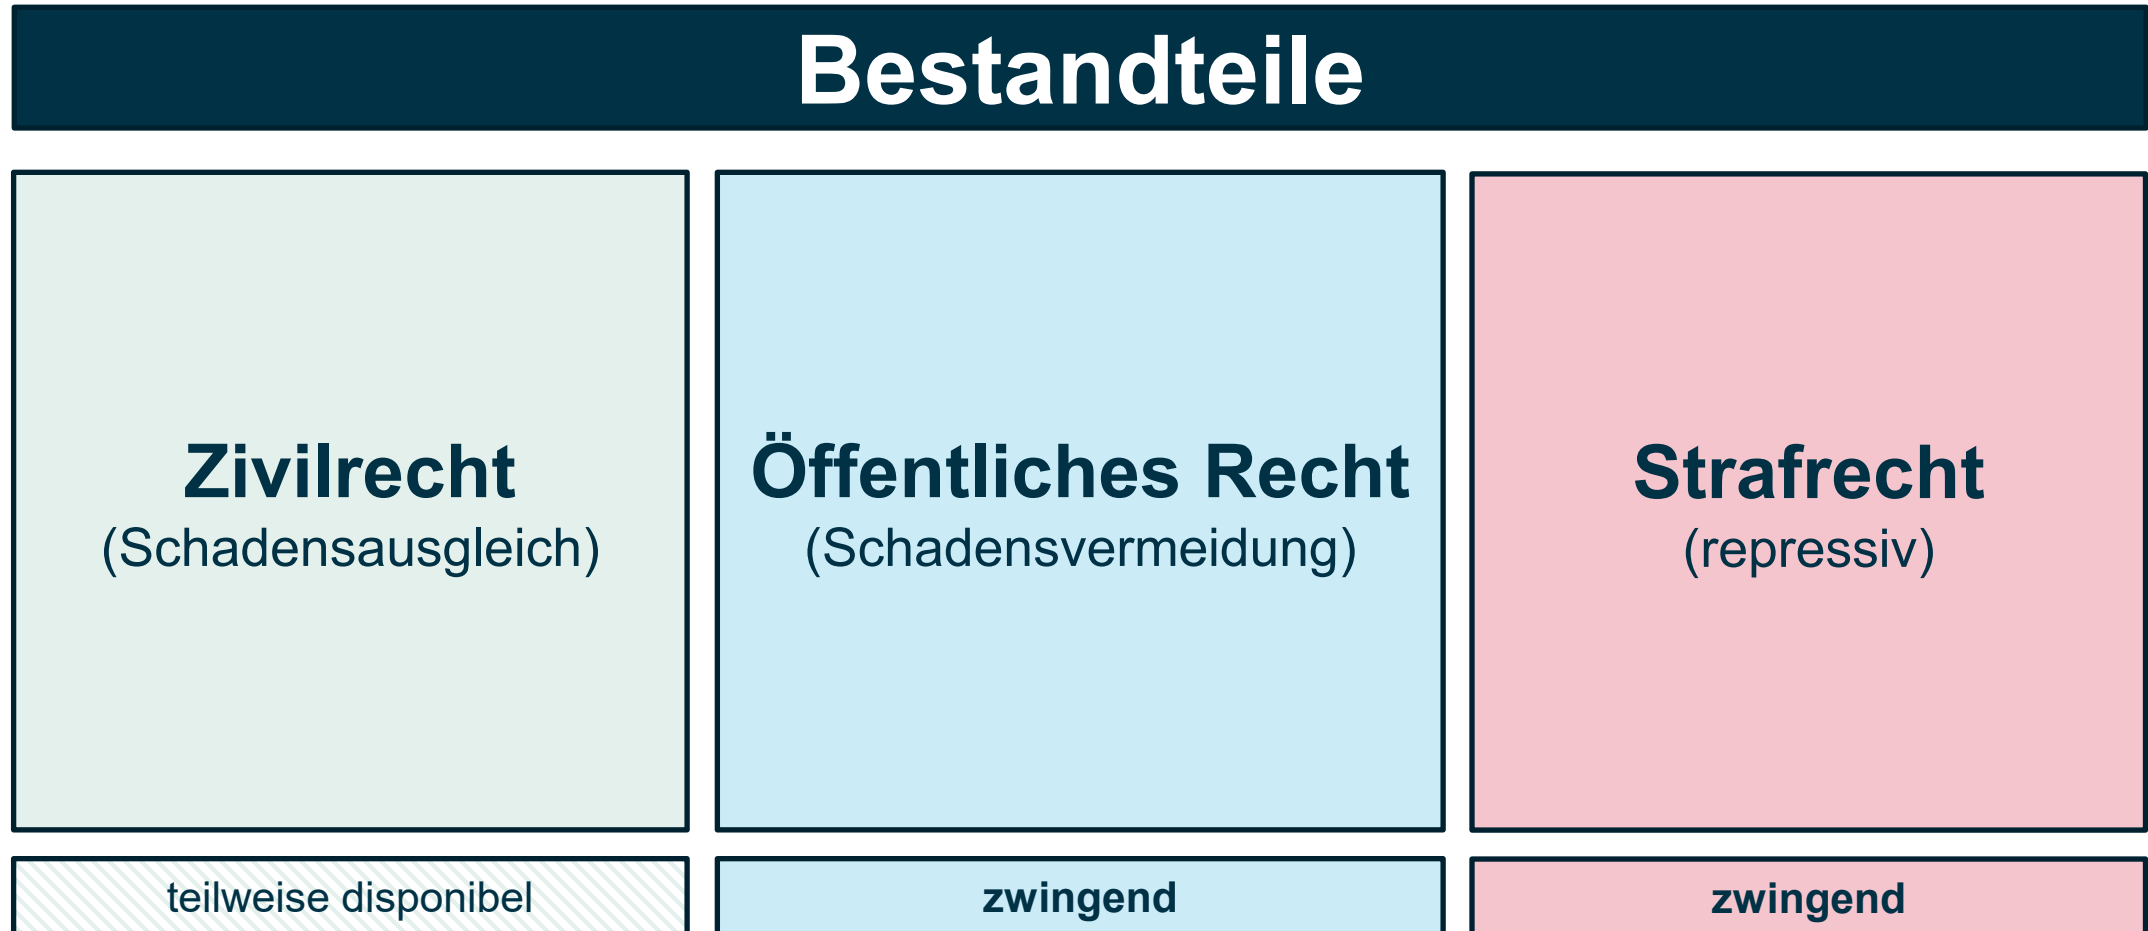 Bestandteile
Zivilrecht
(Schadensausgleich)
Öffentliches Recht
(Schadensvermeidung)
Strafrecht
(repressiv)
teilweise disponibel
zwingend
zwingend